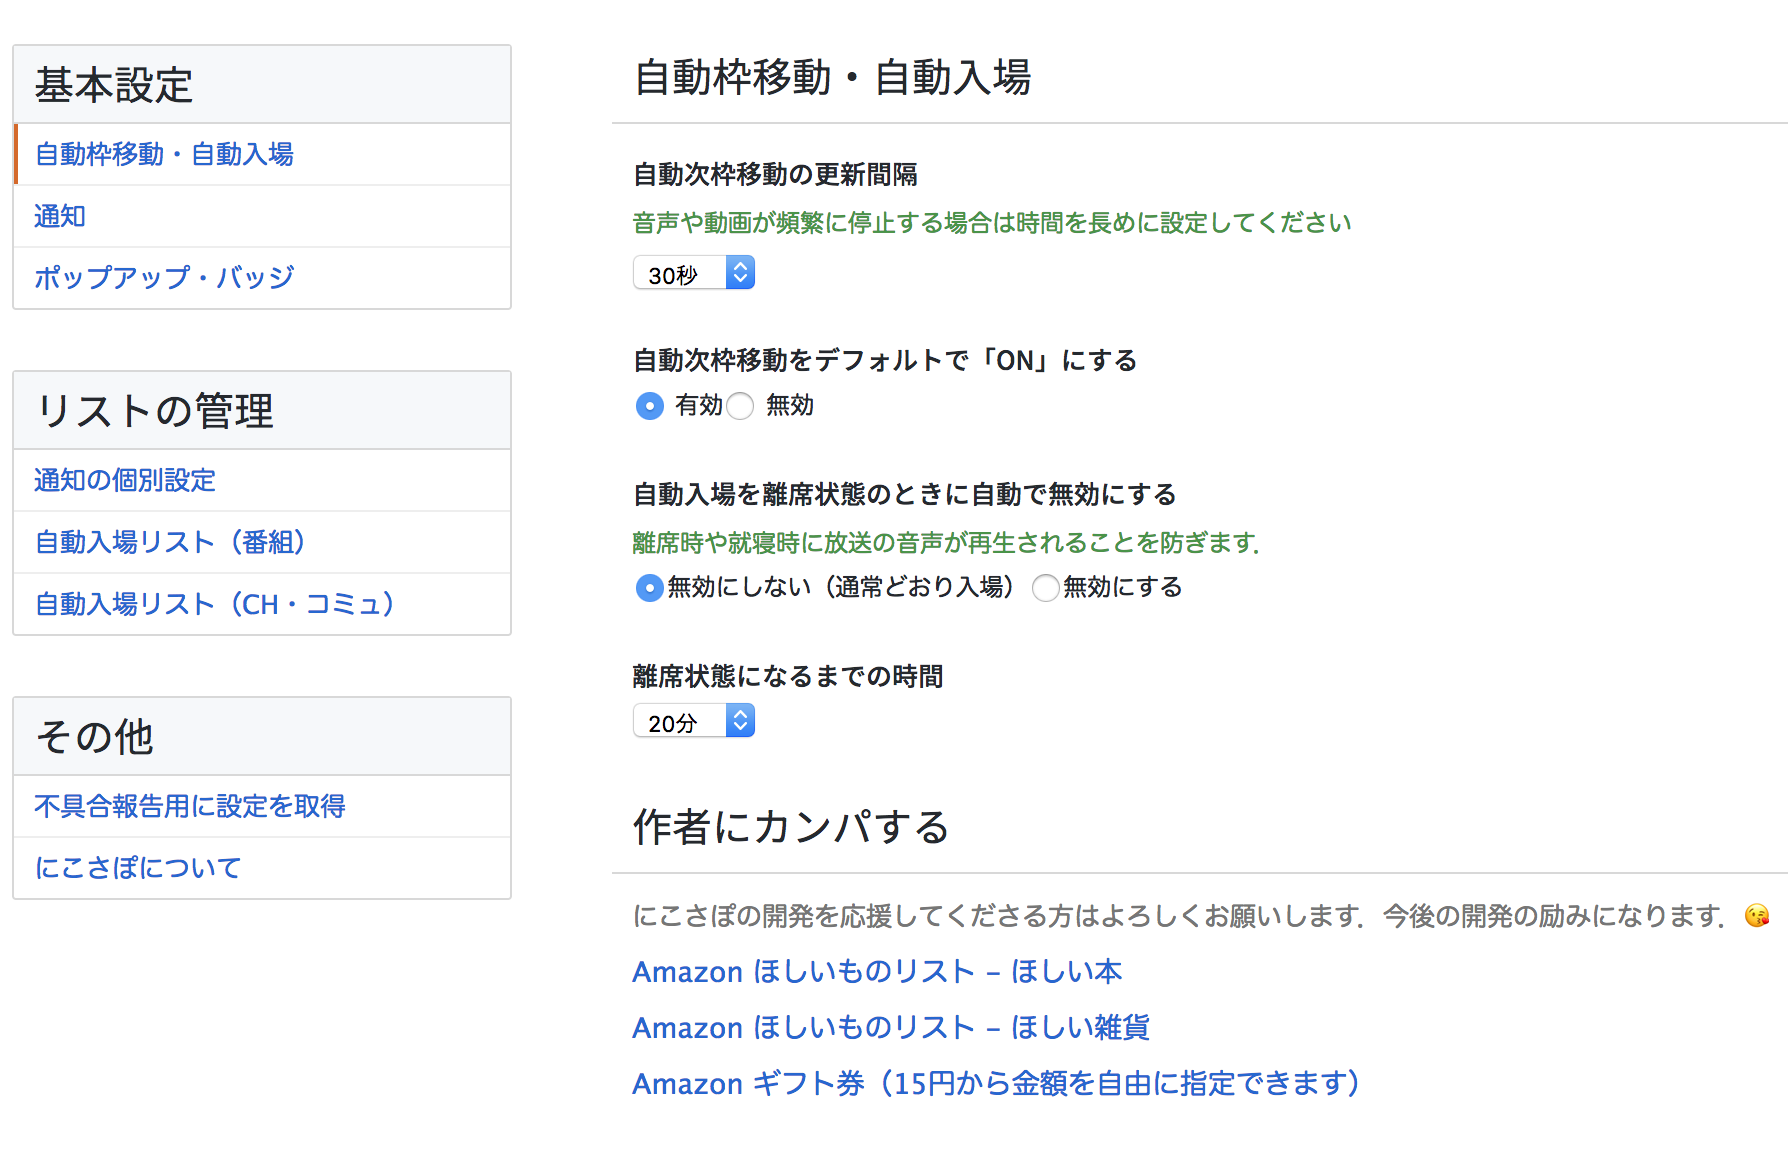 基本設定
自動枠移動・自動入場
通知
ポップアップ・バッジ
リストの管理
通知の個別設定
自動入場リスト（番組）
自動入場リスト（CH・コミュ）
その他
不具合報告用に設定を取得
にこさぽについて
自動枠移動・自動入場
自動次枠移動の更新間隔
音声や動画が頻繁に停止する場合は時間を長めに設定してください
30秒
自動次枠移動をデフォルトで「ON」にする
有効 無効
自動入場を離席状態のときに自動で無効にする
離席時や就寝時に放送の音声が再生されることを防ぎます．
無効にしない（通常どおり入場） 無効にする
離席状態になるまでの時間
20分
作者にカンパする
にこさぽの開発を応援してくださる方はよろしくお願いします．今後の開発の励みになります．😘
Amazon ほしいものリスト – ほしい本
Amazon ほしいものリスト – ほしい雑貨
Amazon ギフト券（15円から金額を自由に指定できます）